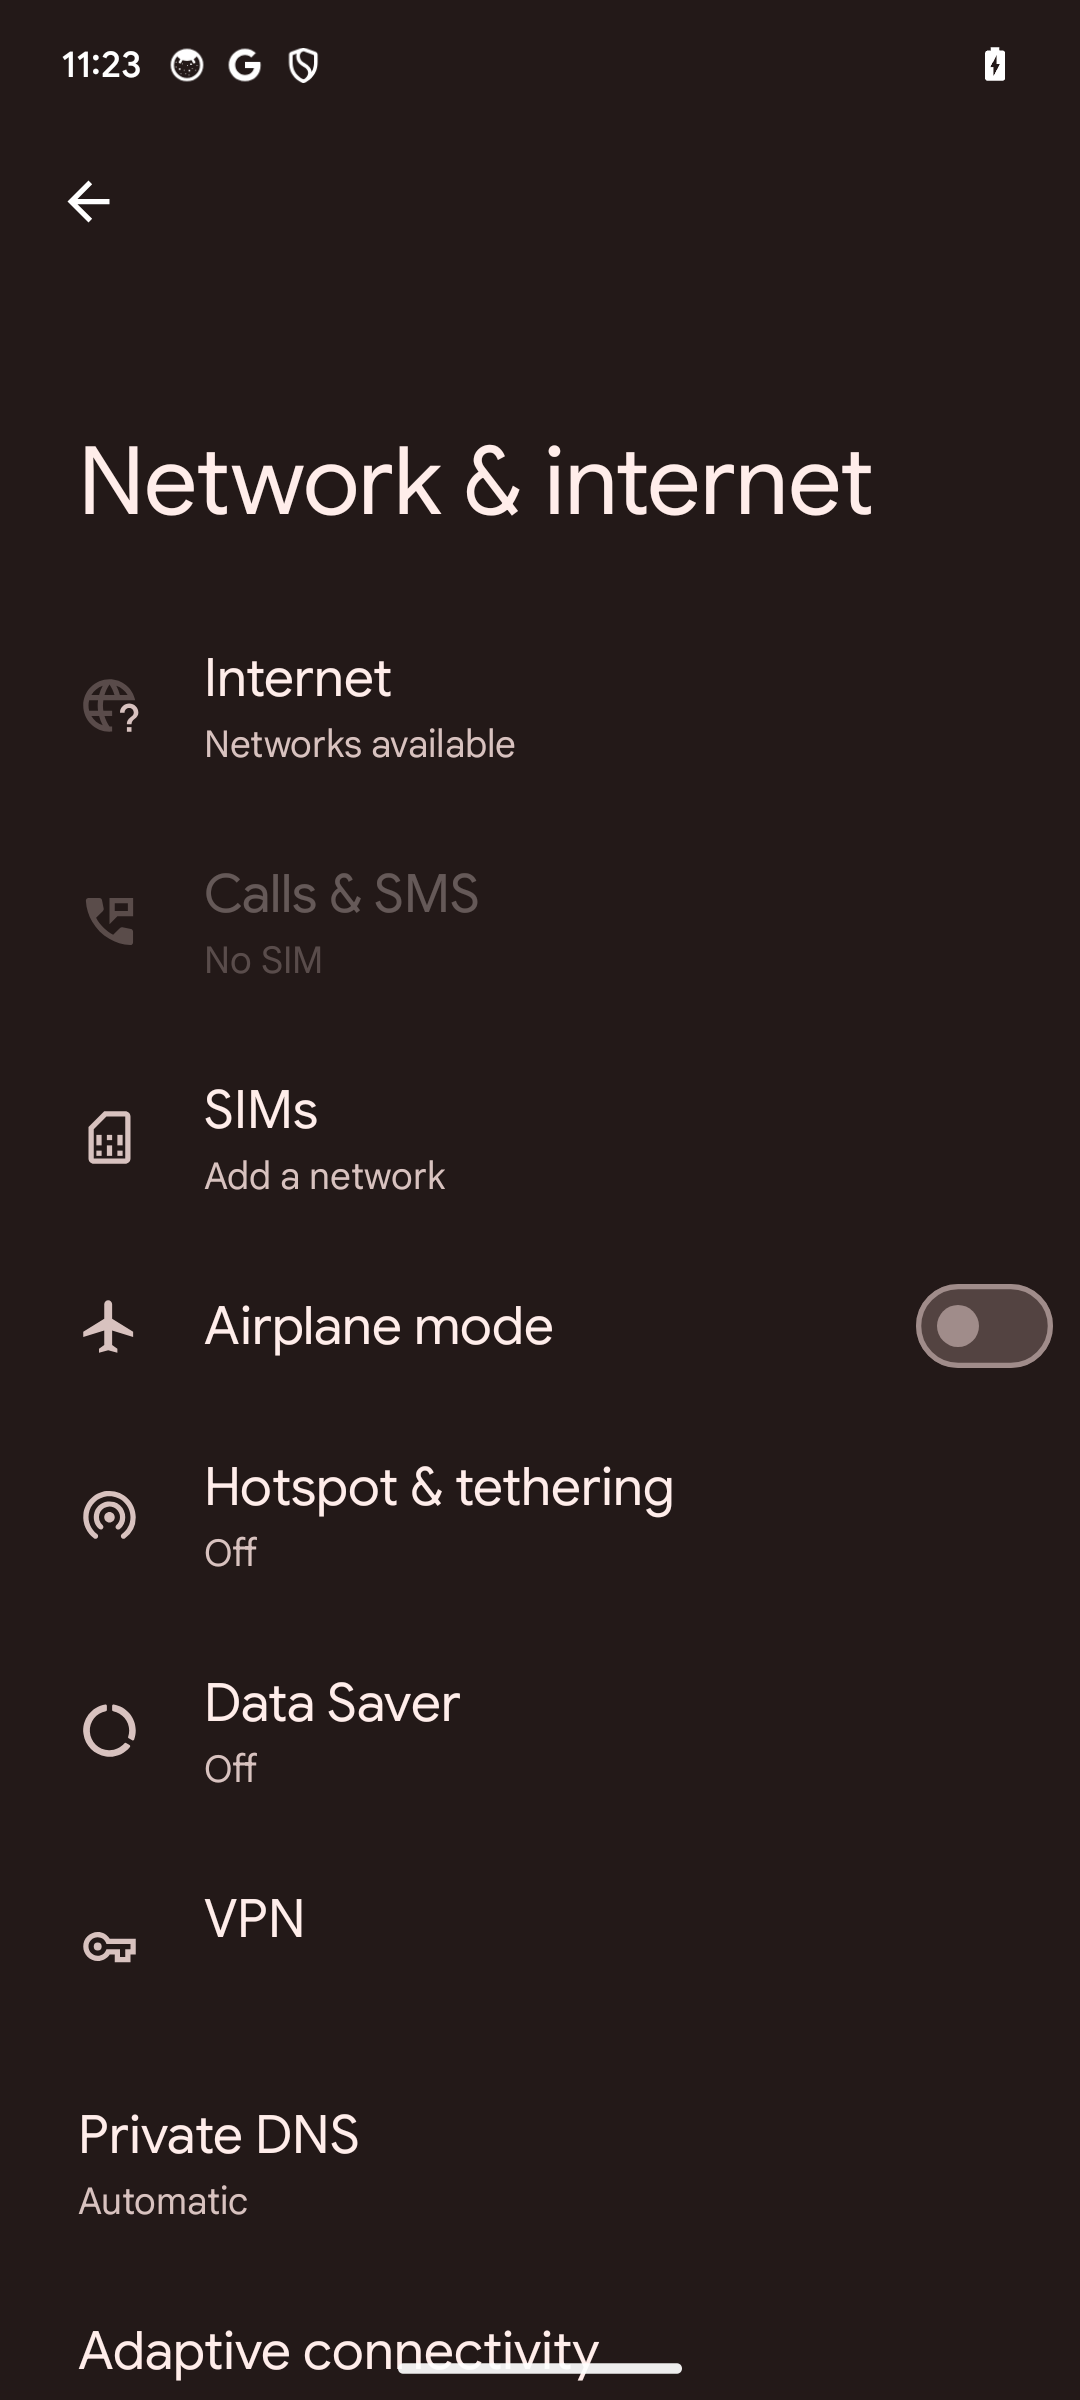 11:23
Network & internet
Internet
Networks available
Calls & SMS
No SIM
SIMs
Add a network
Airplane mode
Hotspot & tethering
Off
Data Saver
Off
VPN
Private DNS
Automatic
Adaptive connectivity